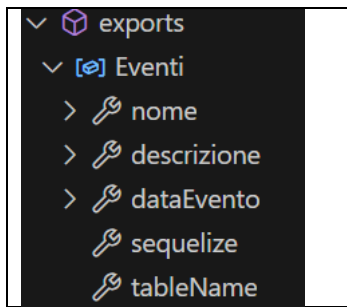 exports
Eventi
nome
descrizione
dataEvento
sequelize
tableName